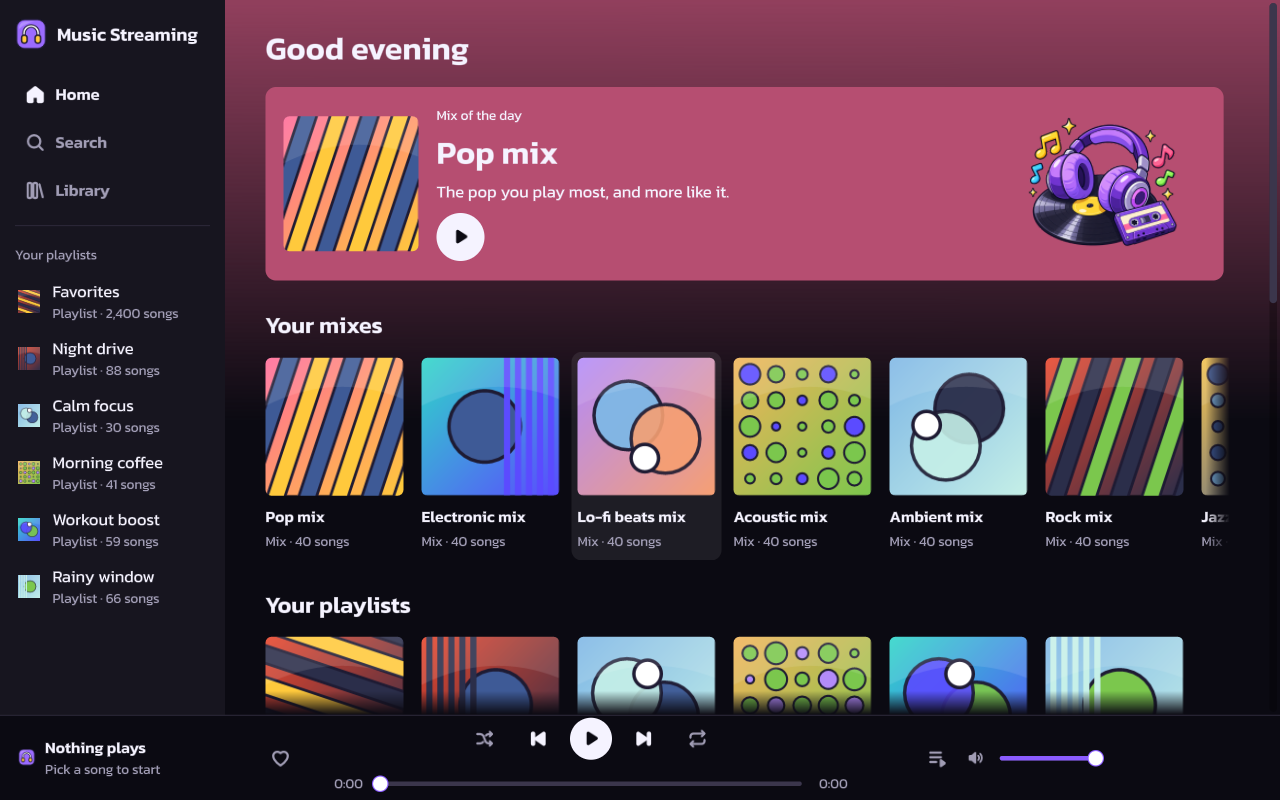 Music Streaming
Home
Search
Library
Your playlists
Favorites
Playlist · 2,400 songs
Night drive
Playlist · 88 songs
Calm focus
Playlist · 30 songs
Morning coffee
Playlist · 41 songs
Workout boost
Playlist · 59 songs
Rainy window
Playlist · 66 songs
Good evening
Mix of the day
Pop mix
The pop you play most, and more like it.
Your mixes
Pop mix
Mix · 40 songs
Electronic mix
Mix · 40 songs
Lo-fi beats mix
Mix · 40 songs
Acoustic mix
Mix · 40 songs
Ambient mix
Mix · 40 songs
Rock mix
Mix · 40 songs
Jaz
Mix ·
Your playlists
Nothing plays
Pick a song to start
0:00
0:00